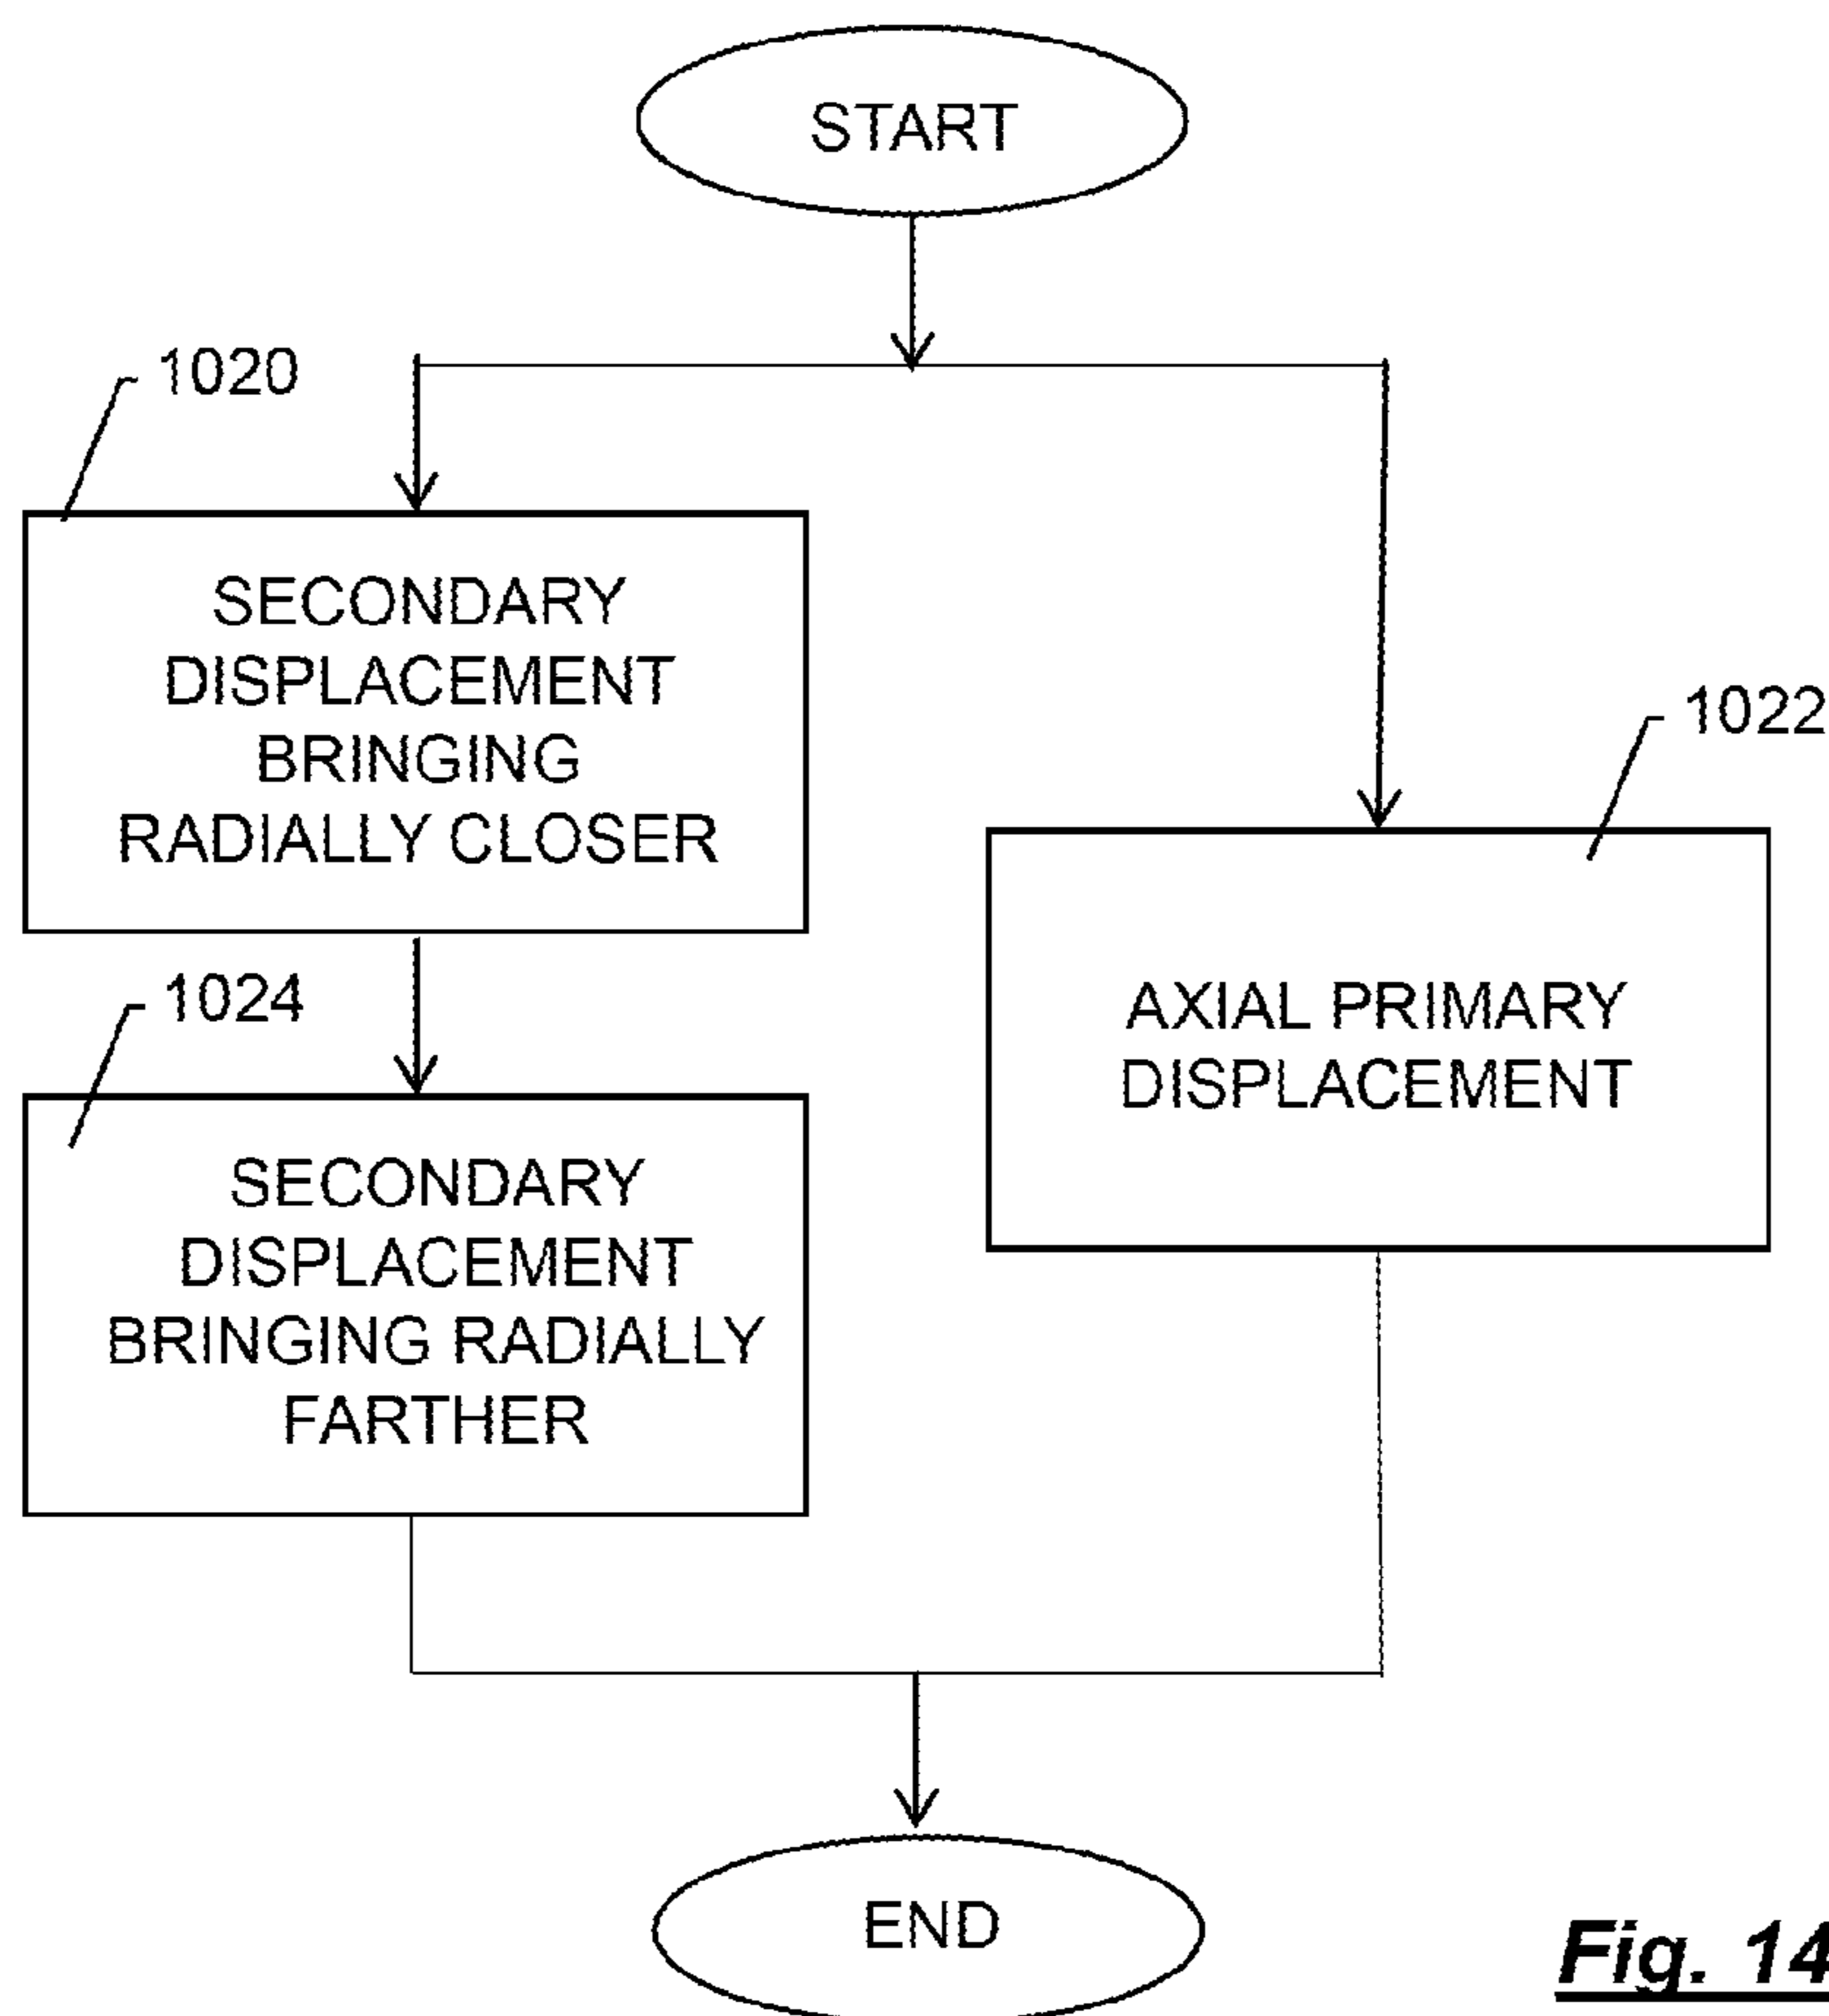 START
1020
SECONDARY
DISPLACEMENT
BRINGING
RADIALLY CLOSER
1022
AXIAL PRIMARY
DISPLACEMENT
1024
SECONDARY
DISPLACEMENT
BRINGING RADIALLY
FARTHER
END
Fig. 14